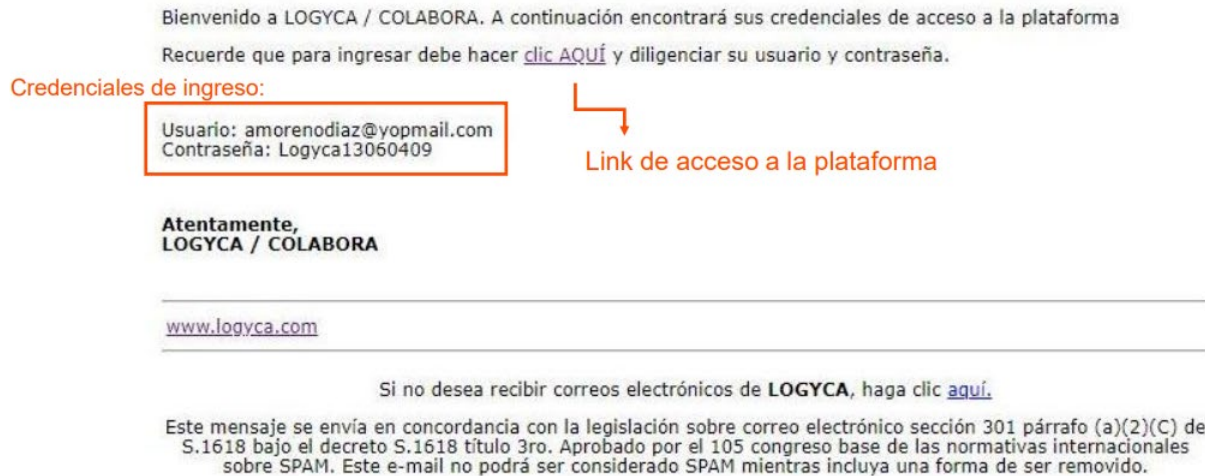 Bienvenido a LOGYCA / COLABORA. A continuación encontrará sus credenciales de acceso a la plataforma
Recuerde que para ingresar debe hacer clic AQUÍ y diligenciar su usuario y contraseña.
Credenciales de ingreso:
Usuario: amorenodiaz@yopmail.com
Contraseña: Logyca13060409
Link de acceso a la plataforma
Atentamente,
LOGYCA / COLABORA
www.logyca.com
Si no desea recibir correos electrónicos de LOGYCA, haga clic aquí.
Este mensaje se envía en concordancia con la legislación sobre correo electrónico sección 301 párrafo (a)(2)(C) de
S.1618 bajo el decreto S.1618 título 3ro. Aprobado por el 105 congreso base de las normativas internacionales
sobre SPAM. Este e-mail no podrá ser considerado SPAM mientras incluya una forma de ser removido.